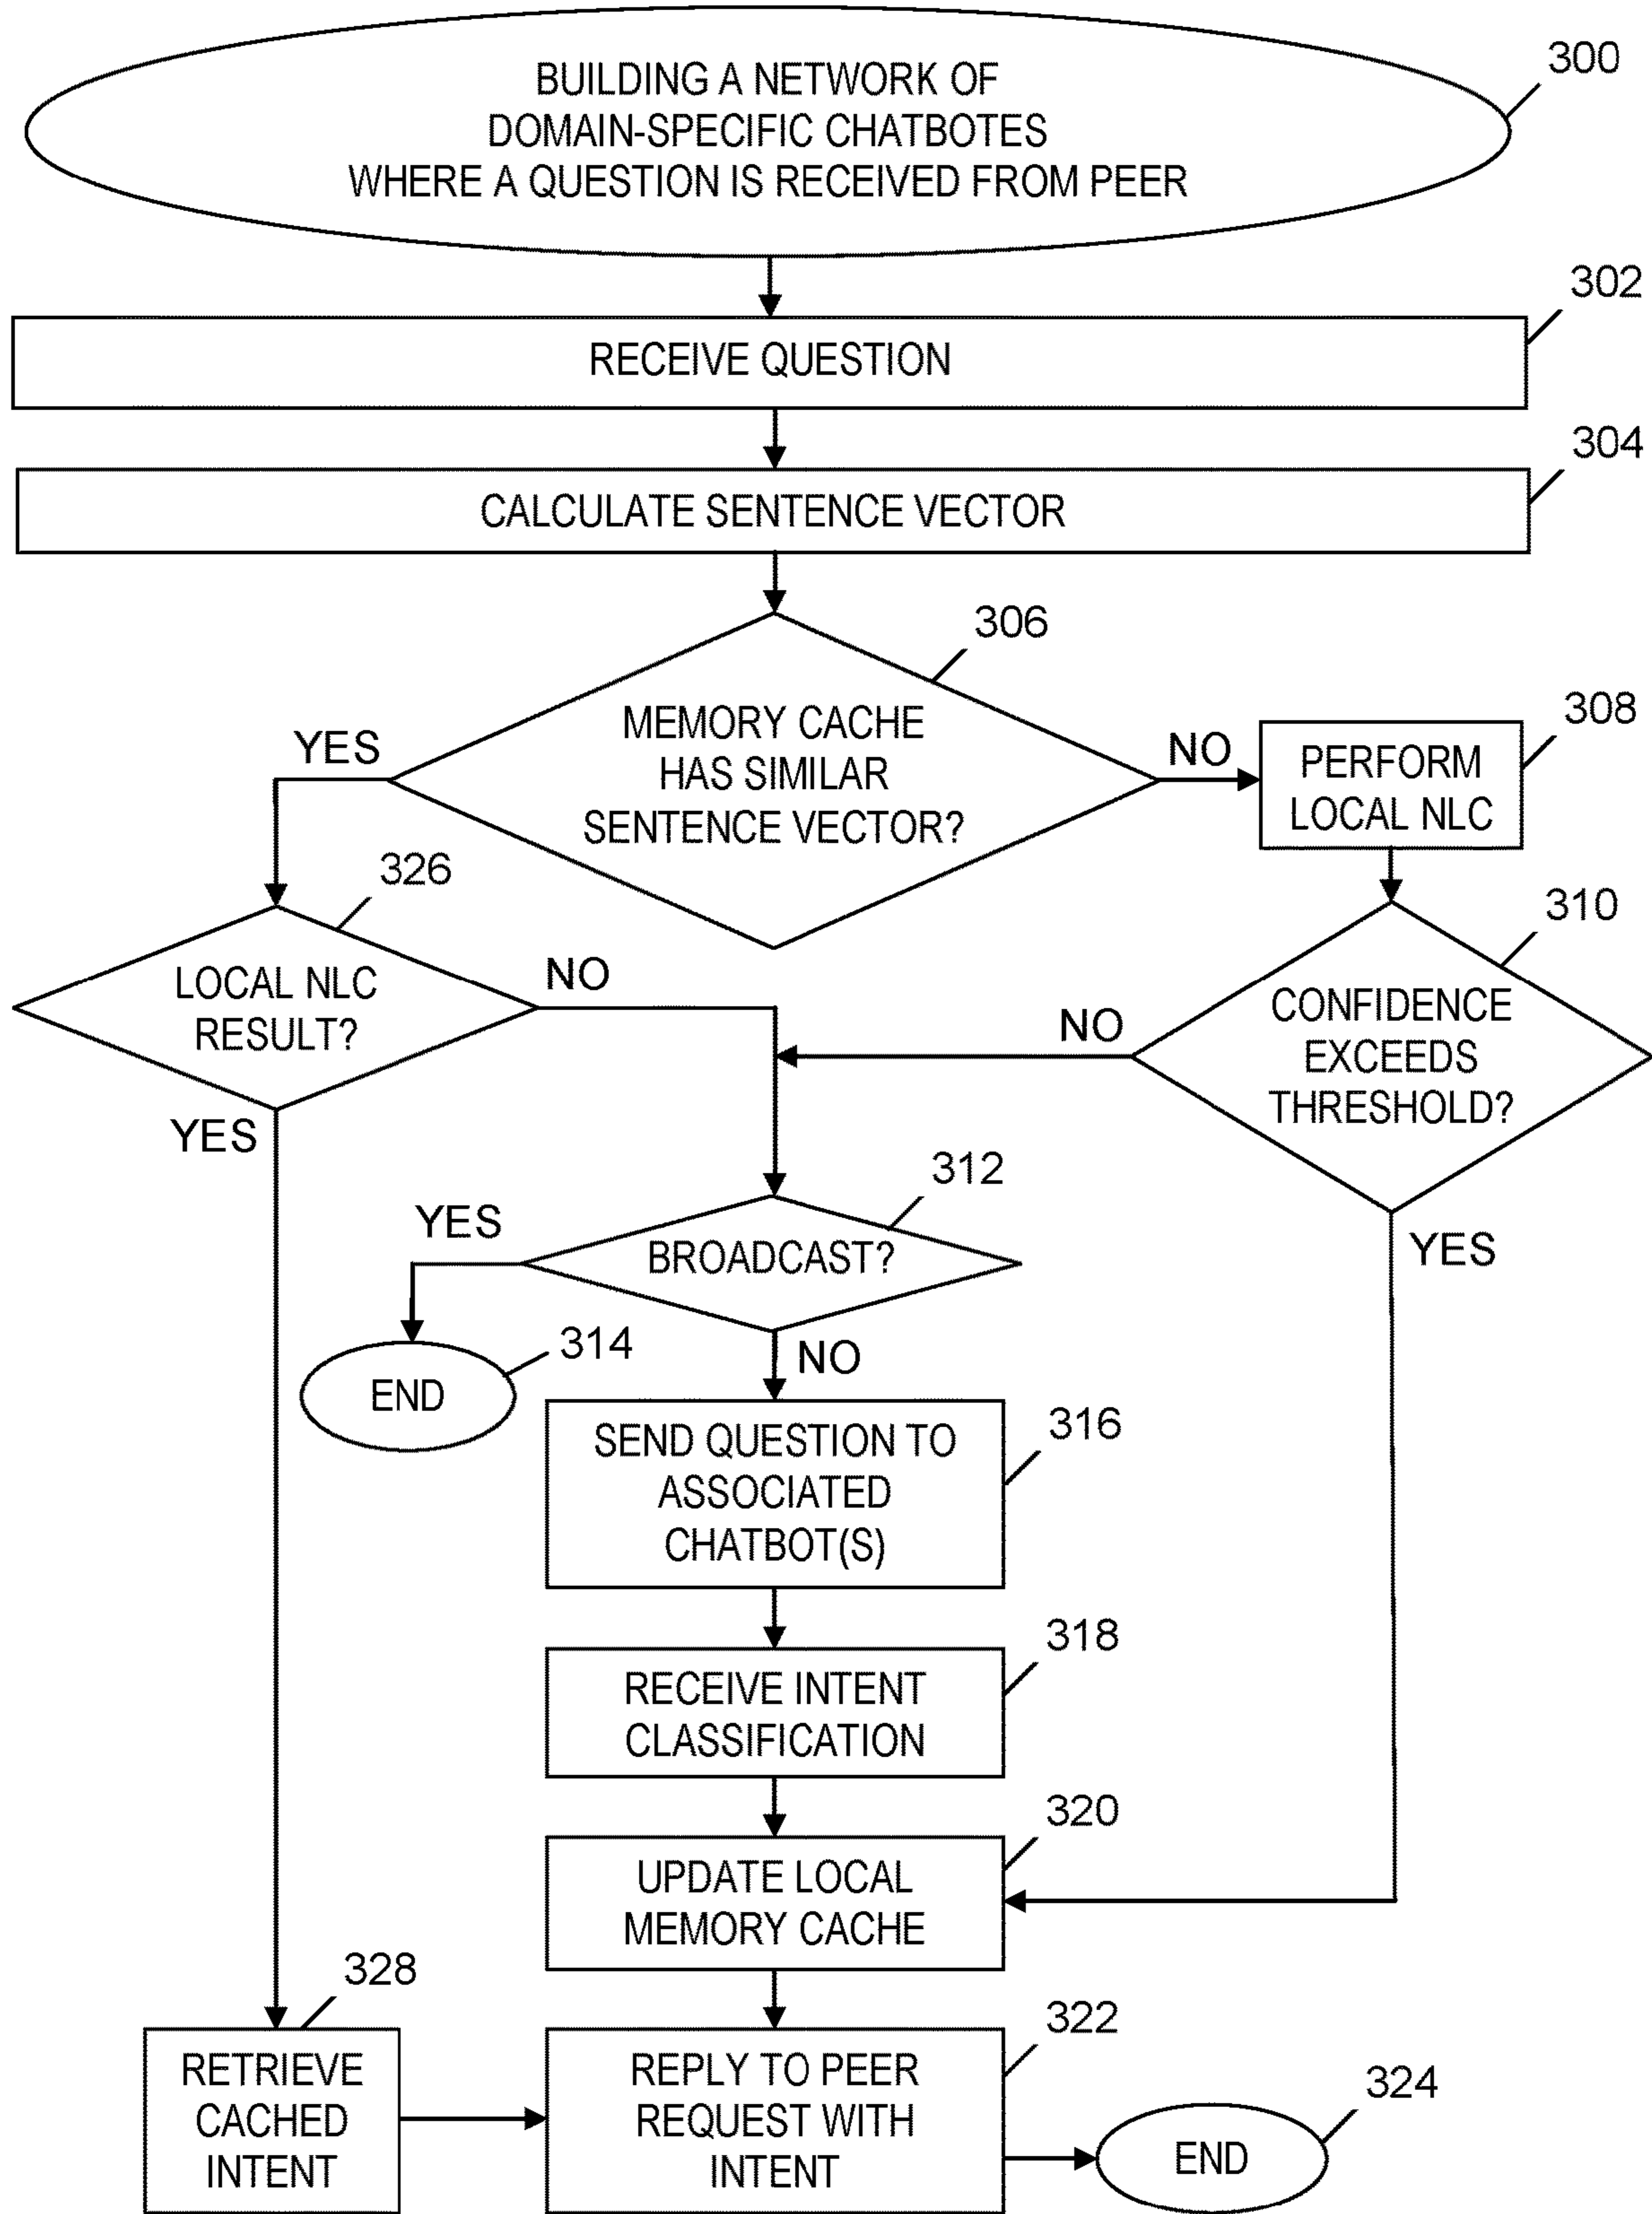 BUILDING A NETWORK OF
DOMAIN-SPECIFIC CHATBOTES
WHERE A QUESTION IS RECEIVED FROM PEER
300
302
RECEIVE QUESTION
304
CALCULATE SENTENCE VECTOR
306
MEMORY CACHE
HAS SIMILAR
SENTENCE VECTOR?
YES
NO
308
PERFORM
LOCAL NLC
326
LOCAL NLC
RESULT?
NO
YES
310
CONFIDENCE
EXCEEDS
THRESHOLD?
NO
YES
312
BROADCAST?
YES
NO
314
END
316
SEND QUESTION TO
ASSOCIATED
CHATBOT(S)
318
RECEIVE INTENT
CLASSIFICATION
320
UPDATE LOCAL
MEMORY CACHE
328
RETRIEVE
CACHED
INTENT
322
REPLY TO PEER
REQUEST WITH
INTENT
324
END